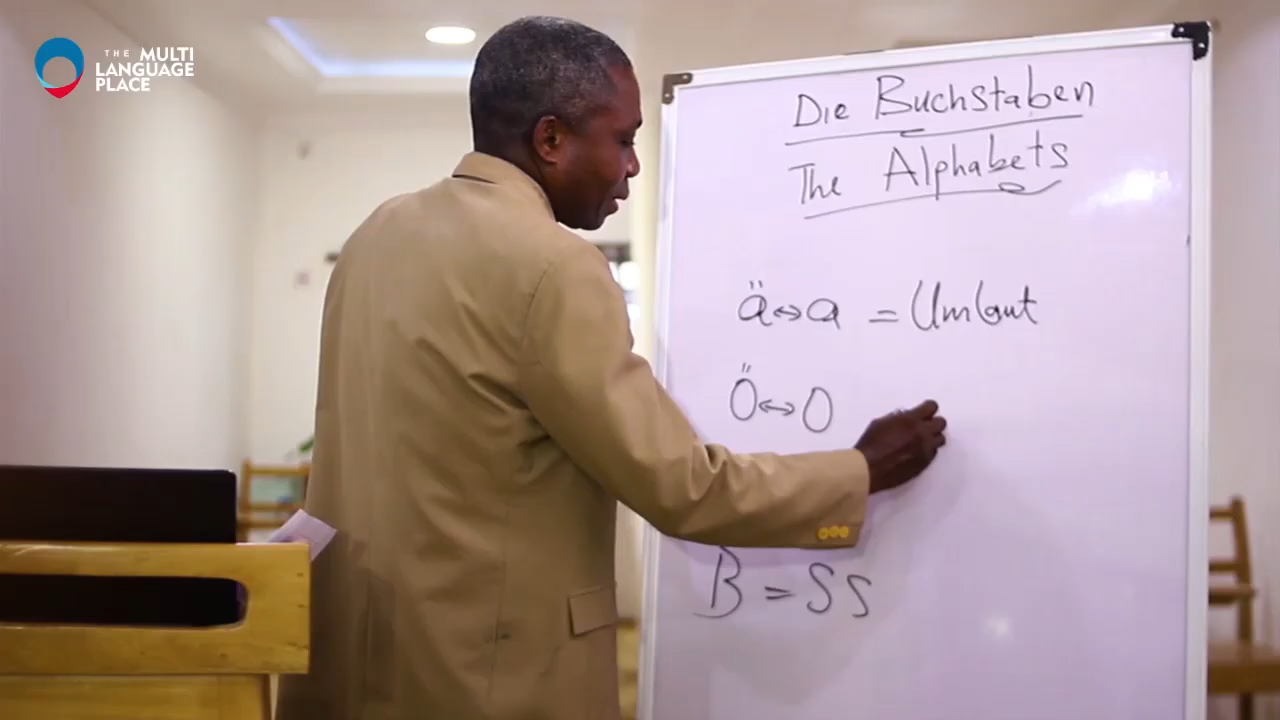 THE MULTI
LANGUAGE
PLACE
Die Buchstaben
The Alphabets
ä↔a = Umlaut
Ö↔O
ß = SS